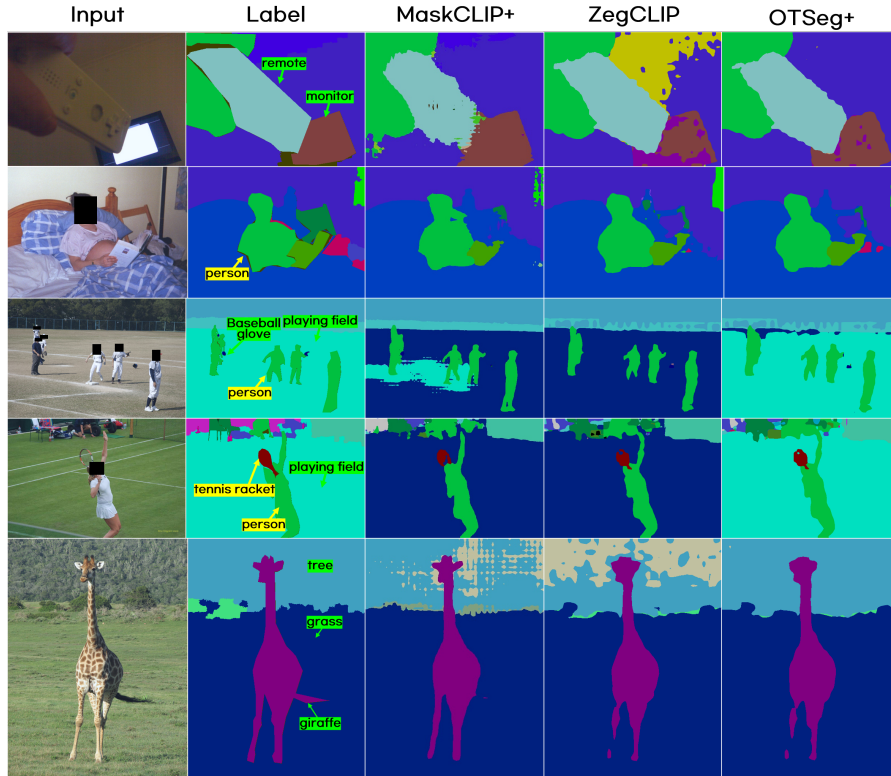 Input Label MaskCLIP+ ZegCLIP OTSeg+
remote
monitor
person
Baseball glove
playing field
person
playing field
tennis racket
person
tree
grass
giraffe